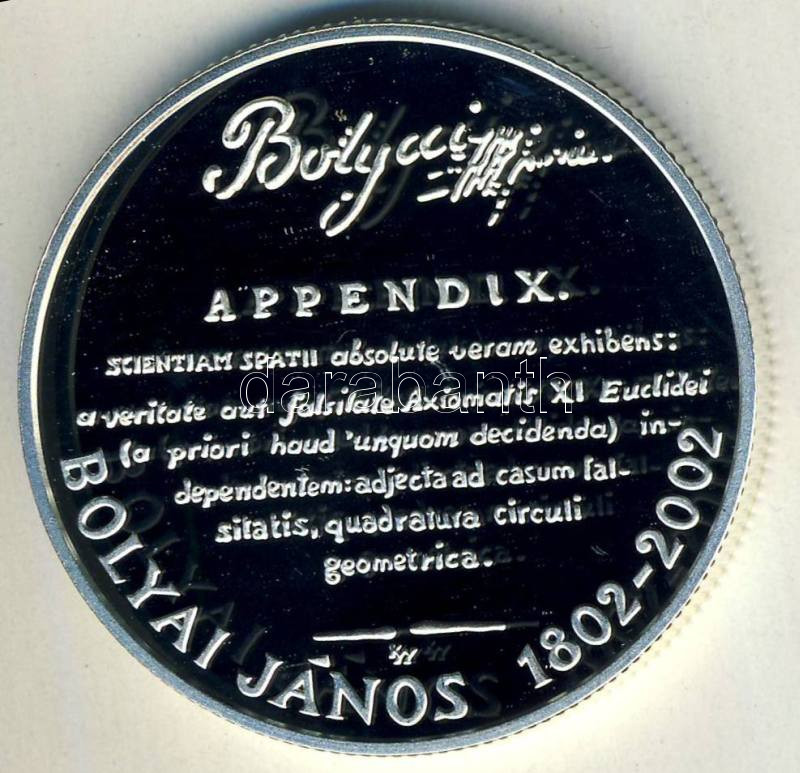 Bolyai
APPENDIX.
SCIENTIAM SPATII absolute veram exhibens:
a veritate aut falsitate Axiomatis XI Euclidei
(a priori haud unquam decidenda) in-
dependentem: adjecta ad casum fal-
sitatis, quadratura circuli
geometrica.
BOLYAI JÁNOS 1802-2002
darabanth